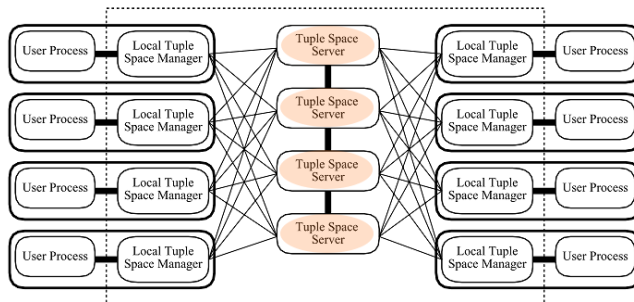 User Process
Local Tuple
Space Manager
Tuple Space
Server
Local Tuple
Space Manager
User Process
User Process
Local Tuple
Space Manager
Tuple Space
Server
Local Tuple
Space Manager
User Process
User Process
Local Tuple
Space Manager
Tuple Space
Server
Local Tuple
Space Manager
User Process
User Process
Local Tuple
Space Manager
Tuple Space
Server
Local Tuple
Space Manager
User Process